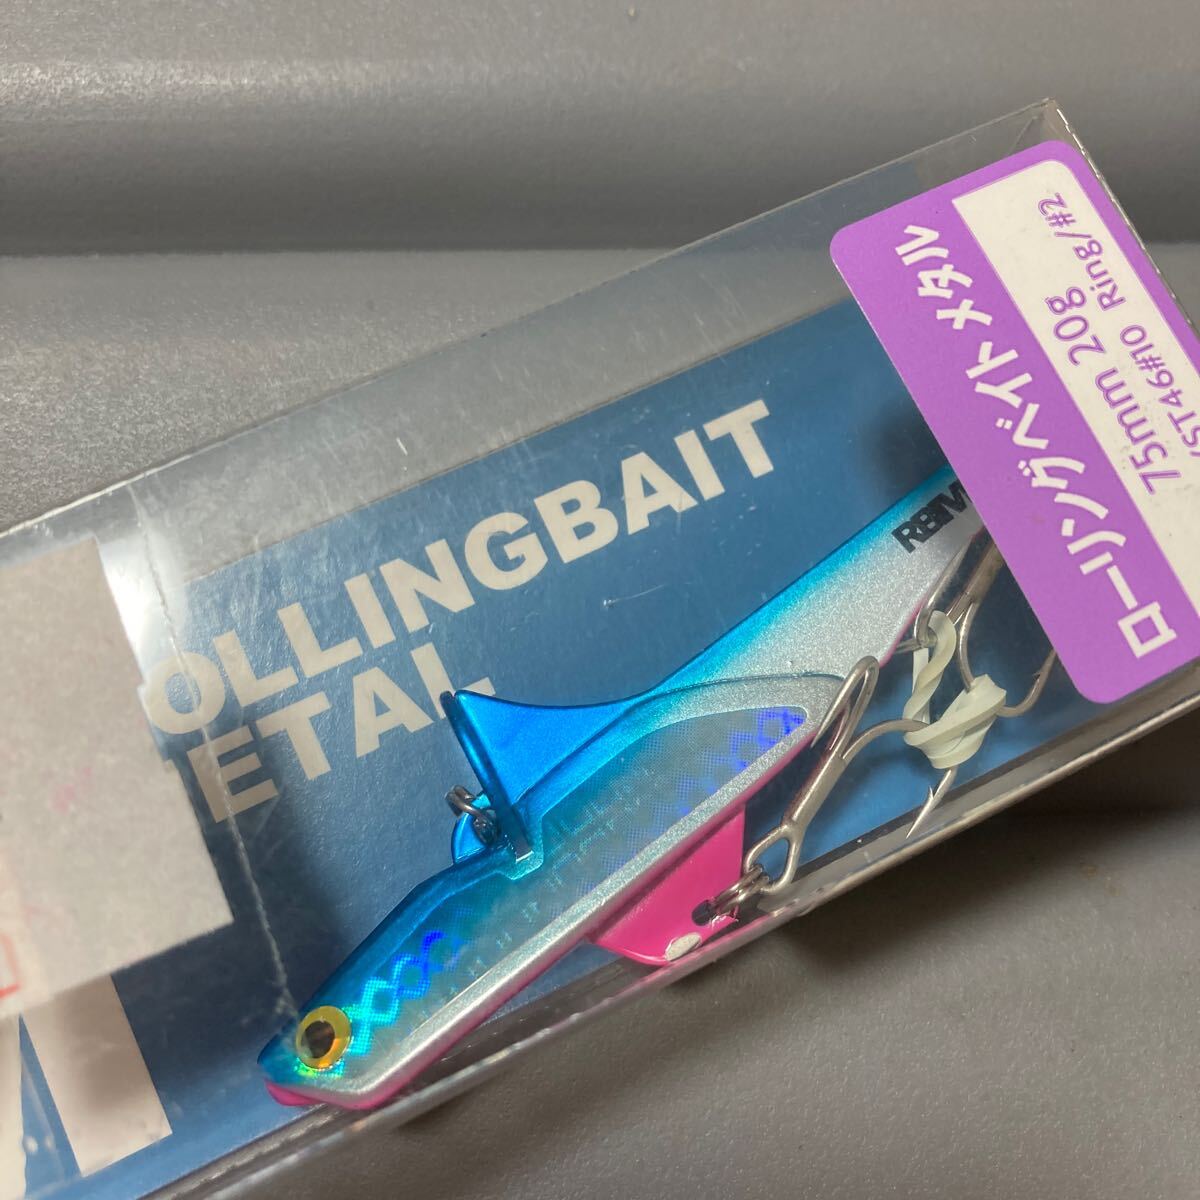 ローリングベイト メタル
75mm 20g
ST46#10 Ring/#2
OLLINGBAIT
ETAL
RBM